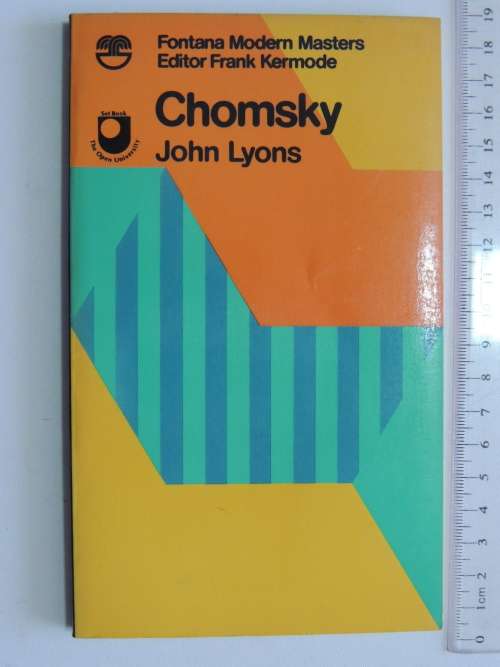 Fontana Modern Masters
Editor Frank Kermode
Chomsky
John Lyons
Set Book
The Open University
19
18
17
16
15
14
13
12
11
10
9
8
7
6
5
4
3
2
1cm
0